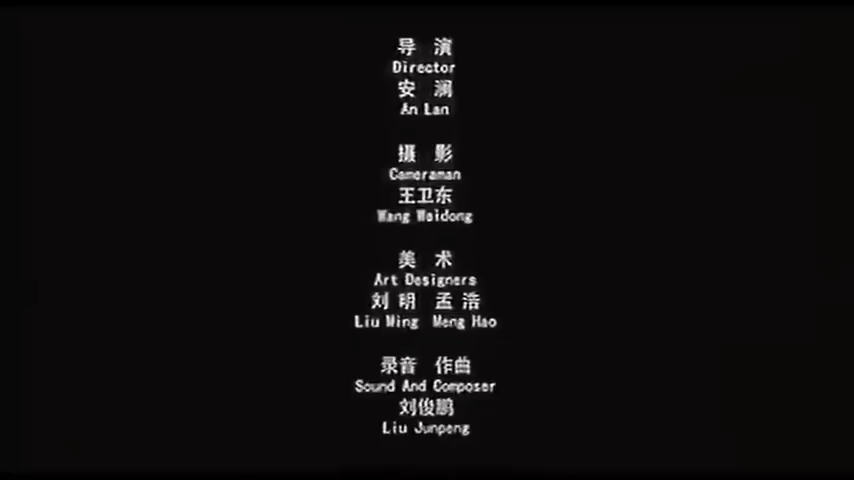 导 演
Director
安 澜
An Lan
摄 影
Cameraman
王卫东
Wang Weidong
美 术
Art Designers
刘 明 孟 浩
Liu Ming Meng Hao
录音 作曲
Sound And Composer
刘俊鹏
Liu Junpeng